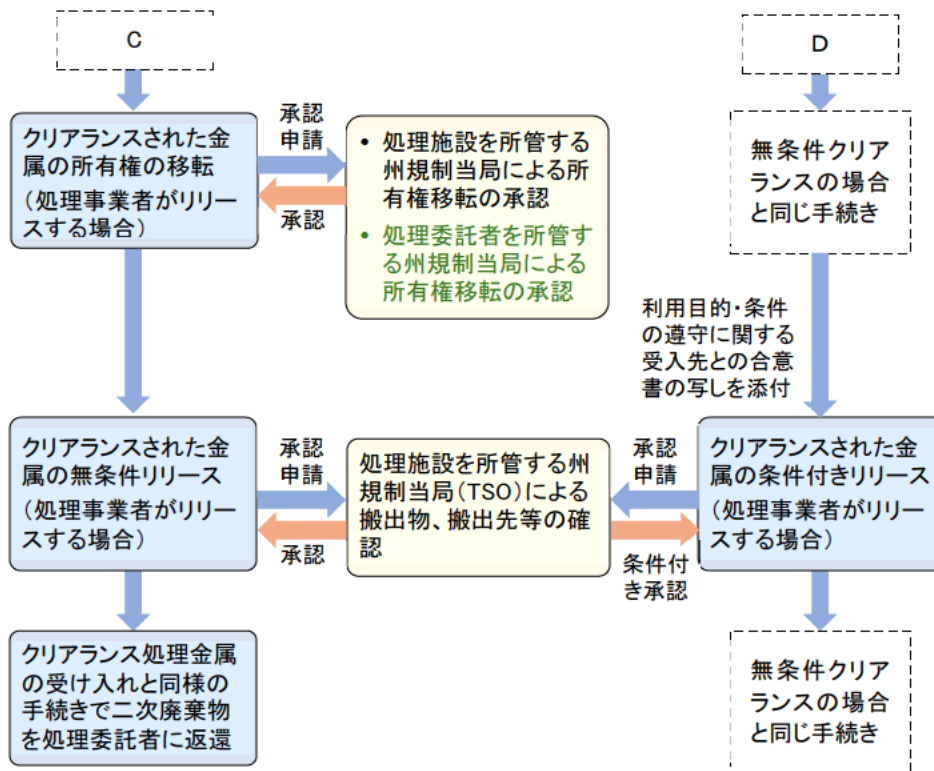 C
クリアランスされた金
属の所有権の移転
（処理事業者がリリー
スする場合）
承認
申請
承認
• 処理施設を所管する
州規制当局による所
有権移転の承認
• 処理委託者を所管す
る州規制当局による
所有権移転の承認
D
無条件クリア
ランスの場合
と同じ手続き
利用目的・条件
の遵守に関する
受入先との合意
書の写しを添付
クリアランスされた金
属の無条件リリース
（処理事業者がリリー
スする場合）
承認
申請
承認
処理施設を所管する州
規制当局（TSO）による
搬出物、搬出先等の確
認
承認
申請
条件付
き承認
クリアランスされた金
属の条件付きリリース
（処理事業者がリリー
スする場合）
クリアランス処理金属
の受け入れと同様の
手続きで二次廃棄物
を処理委託者に返還
無条件クリア
ランスの場合
と同じ手続き